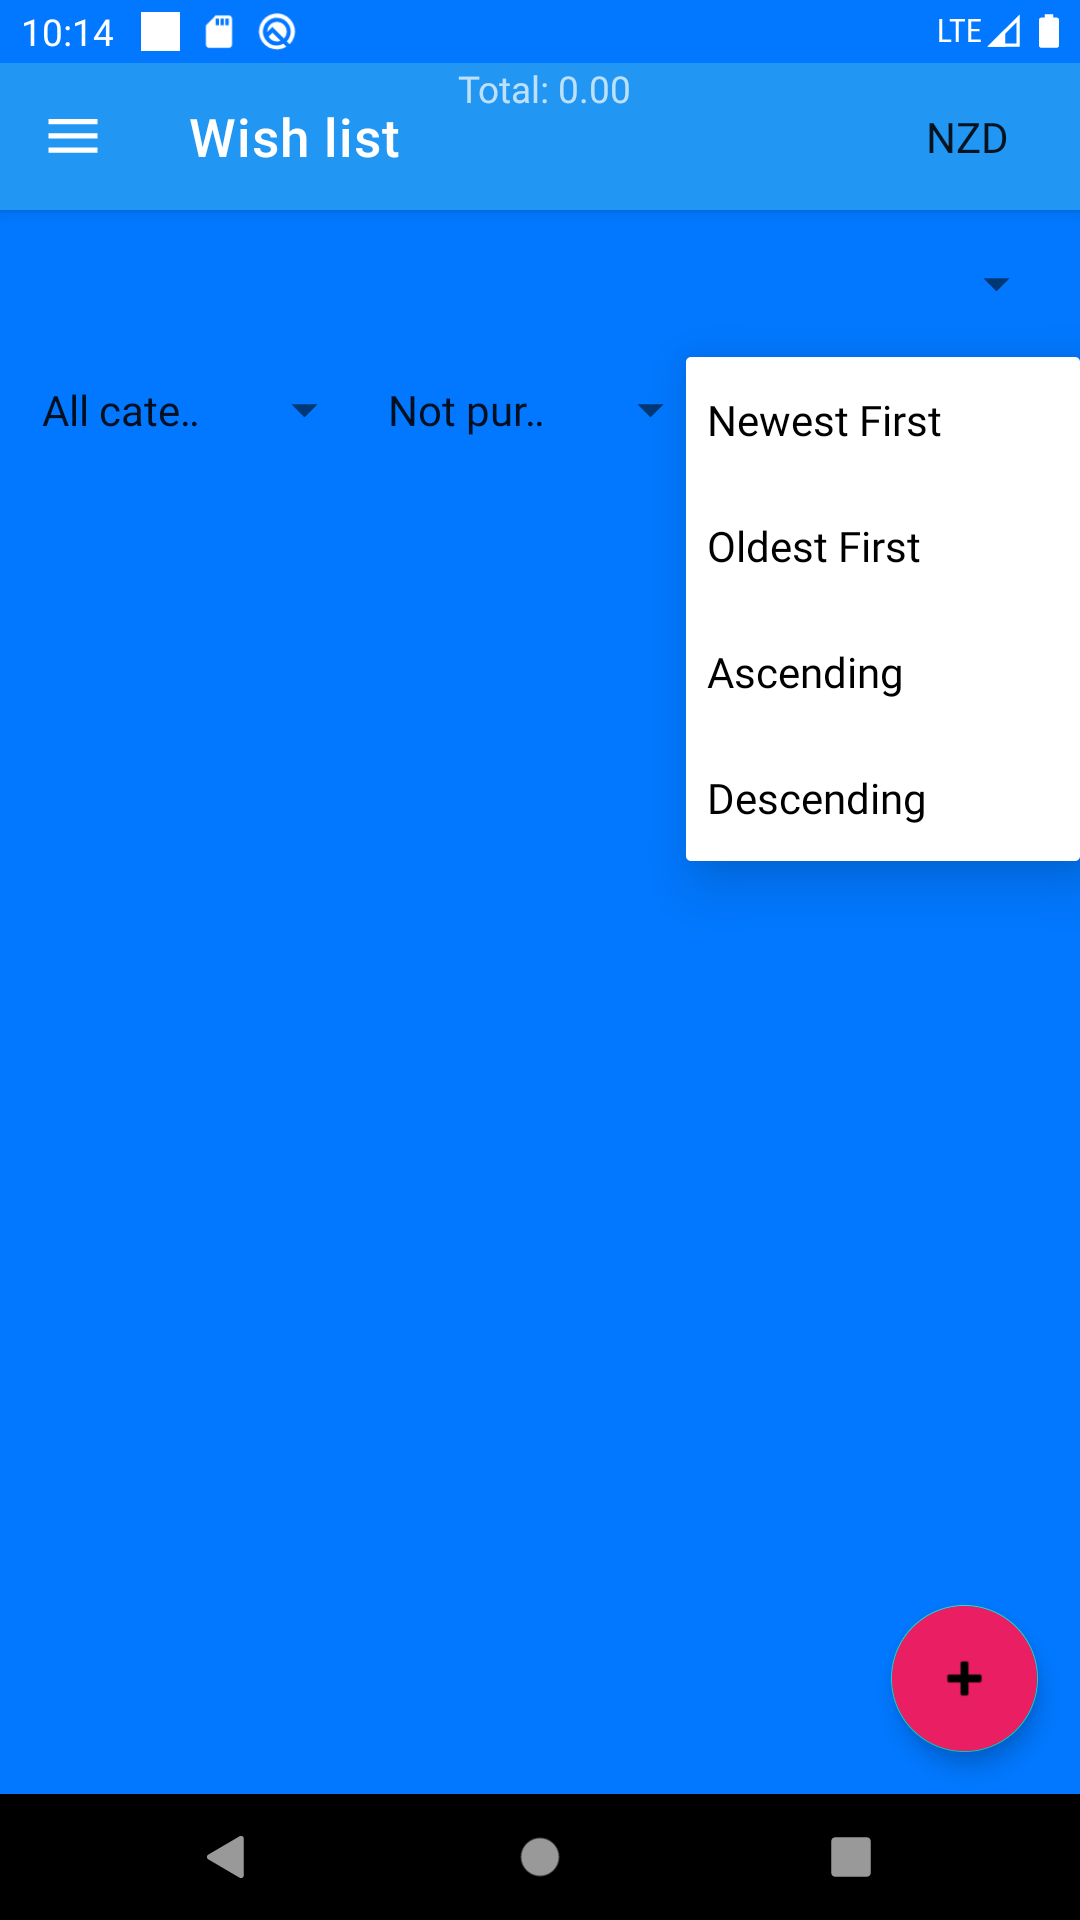 10:14
LTE
Total: 0.00
Wish list
NZD
All cate..
Not pur..
Newest First
Oldest First
Ascending
Descending